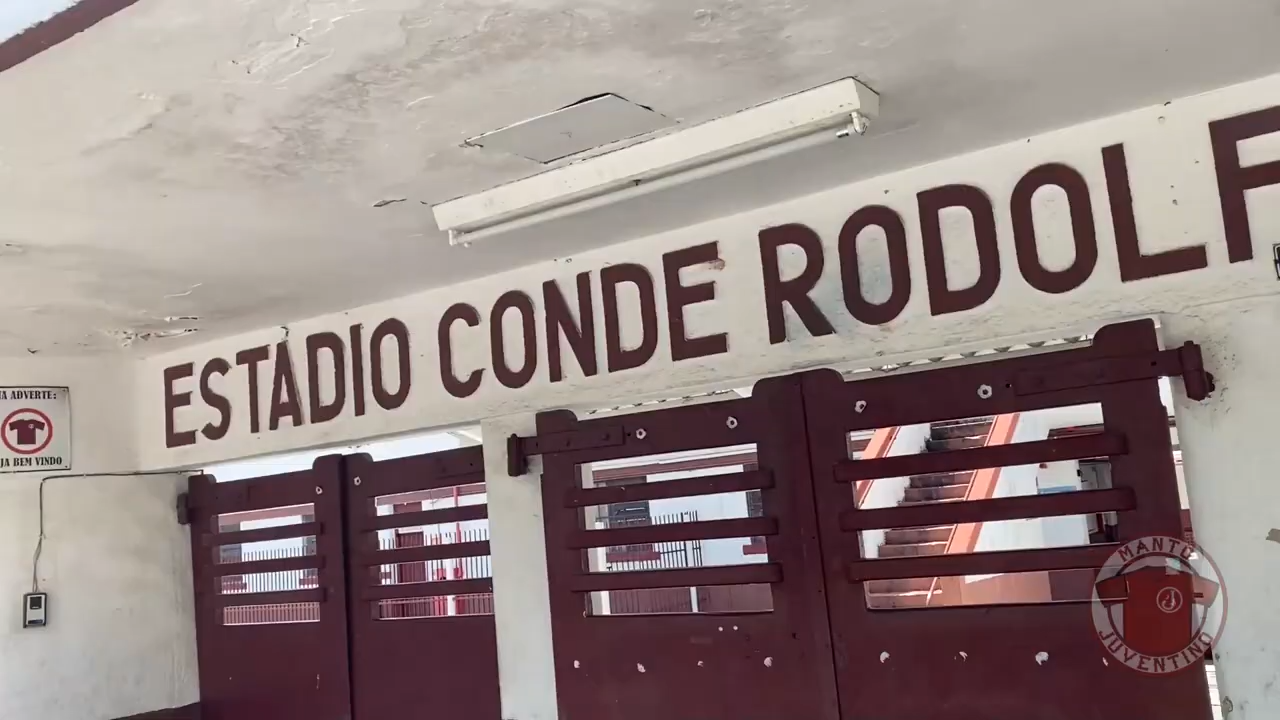 ESTADIO CONDE RODOLF
A ADVERTE:
JA BEM VINDO
MANTO
JUVENTINO